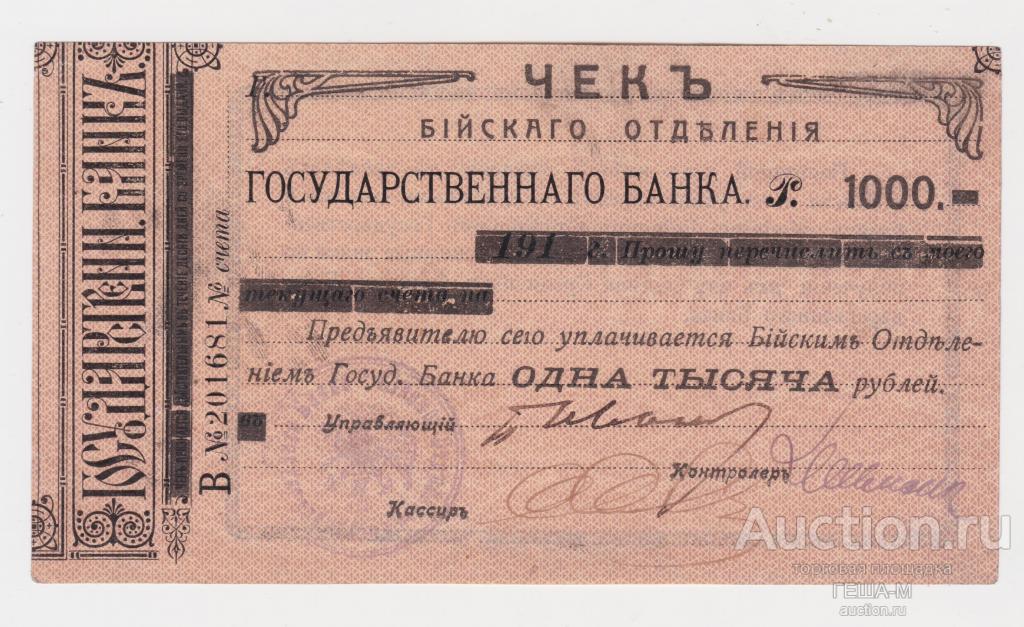 ГОСУДАРСТВЕН. БАНКА.
В №201681 № счета
ЧЕКЪ
БІЙСКАГО ОТДѢЛЕНІЯ
ГОСУДАРСТВЕННАГО БАНКА. Р. 1000.
191 г. Прошу перечислить съ моего
текущаго счета на
Предъявителю сего уплачивается Бійскимъ Отдѣле-
ніемъ Госуд. Банка ОДНА ТЫСЯЧА рублей.
во Управляющій
Контролеръ
Кассиръ
Auction.ru
торговая площадка
ГЕША-М
auction.ru